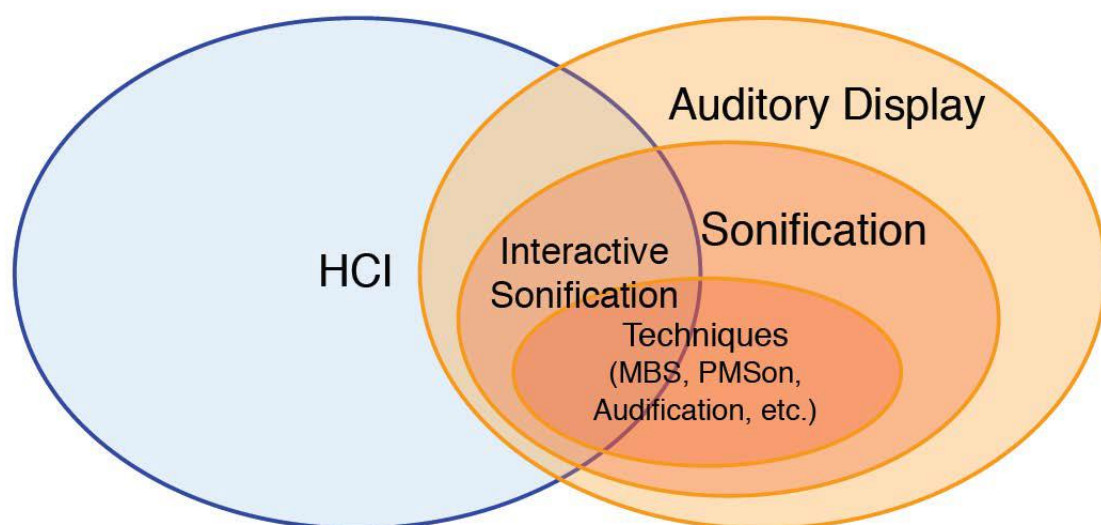 Auditory Display
Sonification
HCI
Interactive
Sonification
Techniques
(MBS, PMSon,
Audification, etc.)